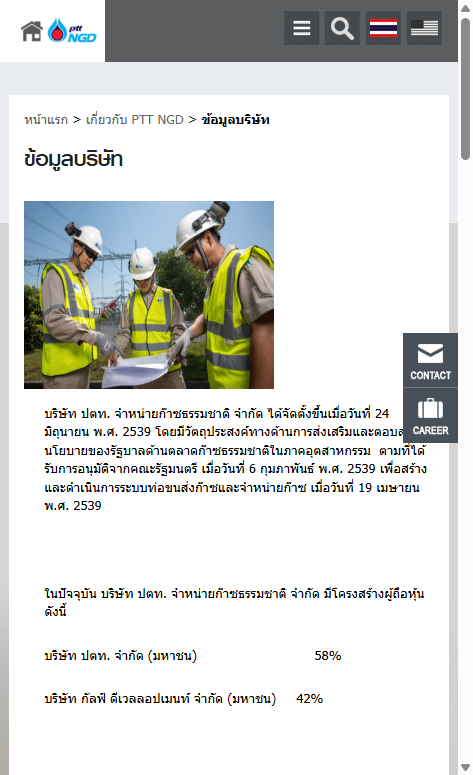 ptt
NGD
หน้าแรก > เกี่ยวกับ PTT NGD > ข้อมูลบริษัท
ข้อมูลบริษัท
CONTACT
CAREER
บริษัท ปตท. จำหน่ายก๊าซธรรมชาติ จำกัด ได้จัดตั้งขึ้นเมื่อวันที่ 24
มิถุนายน พ.ศ. 2539 โดยมีวัตถุประสงค์ทางด้านการส่งเสริมและตอบส
นโยบายของรัฐบาลด้านตลาดก๊าซธรรมชาติในภาคอุตสาหกรรม ตามที่ได้
รับการอนุมัติจากคณะรัฐมนตรี เมื่อวันที่ 6 กุมภาพันธ์ พ.ศ. 2539 เพื่อสร้าง
และดำเนินการระบบท่อขนส่งก๊าซและจำหน่ายก๊าซ เมื่อวันที่ 19 เมษายน
พ.ศ. 2539
ในปัจจุบัน บริษัท ปตท. จำหน่ายก๊าซธรรมชาติ จำกัด มีโครงสร้างผู้ถือหุ้น
ดังนี้
บริษัท ปตท. จำกัด (มหาชน) 58%
บริษัท กัลฟ์ ดีเวลลอปเมนท์ จำกัด (มหาชน) 42%